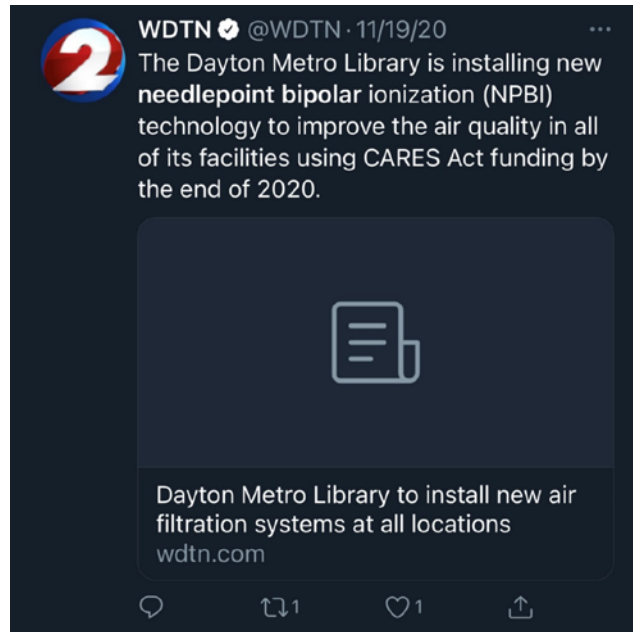 2
WDTN @WDTN · 11/19/20
The Dayton Metro Library is installing new
needlepoint bipolar ionization (NPBI)
technology to improve the air quality in all
of its facilities using CARES Act funding by
the end of 2020.
Dayton Metro Library to install new air
filtration systems at all locations
wdtn.com
1 1